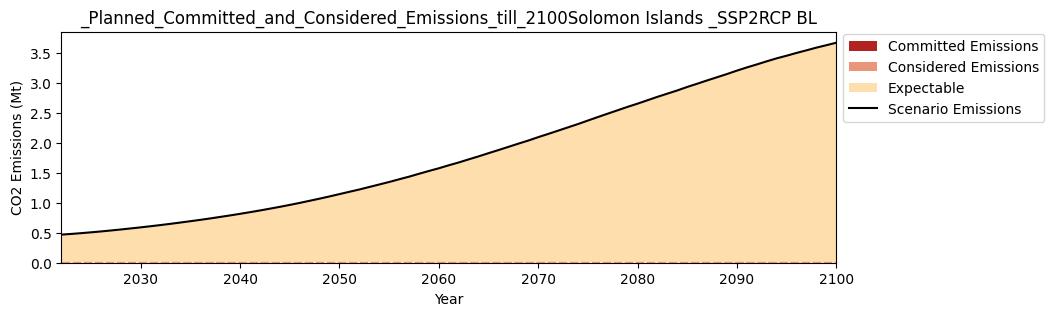 _Planned_Committed_and_Considered_Emissions_till_2100Solomon Islands _SSP2RCP BL
CO2 Emissions (Mt)
3.5
3.0
2.5
2.0
1.5
1.0
0.5
0.0
2030
2040
2050
2060
2070
2080
2090
2100
Year
Committed Emissions
Considered Emissions
Expectable
Scenario Emissions